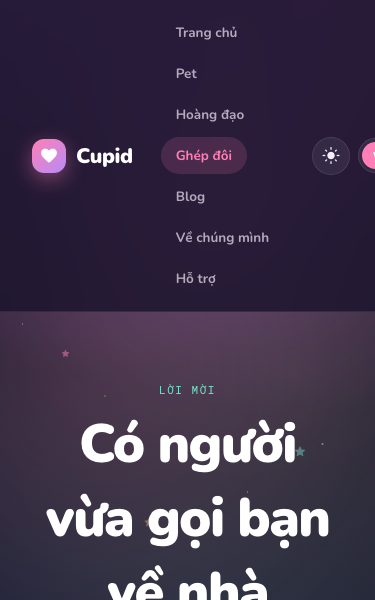 Trang chủ
Pet
Hoàng đạo
Cupid
Ghép đôi
Blog
Về chúng mình
Hỗ trợ
LỜI MỜI
Có người
vừa gọi bạn
về nhà